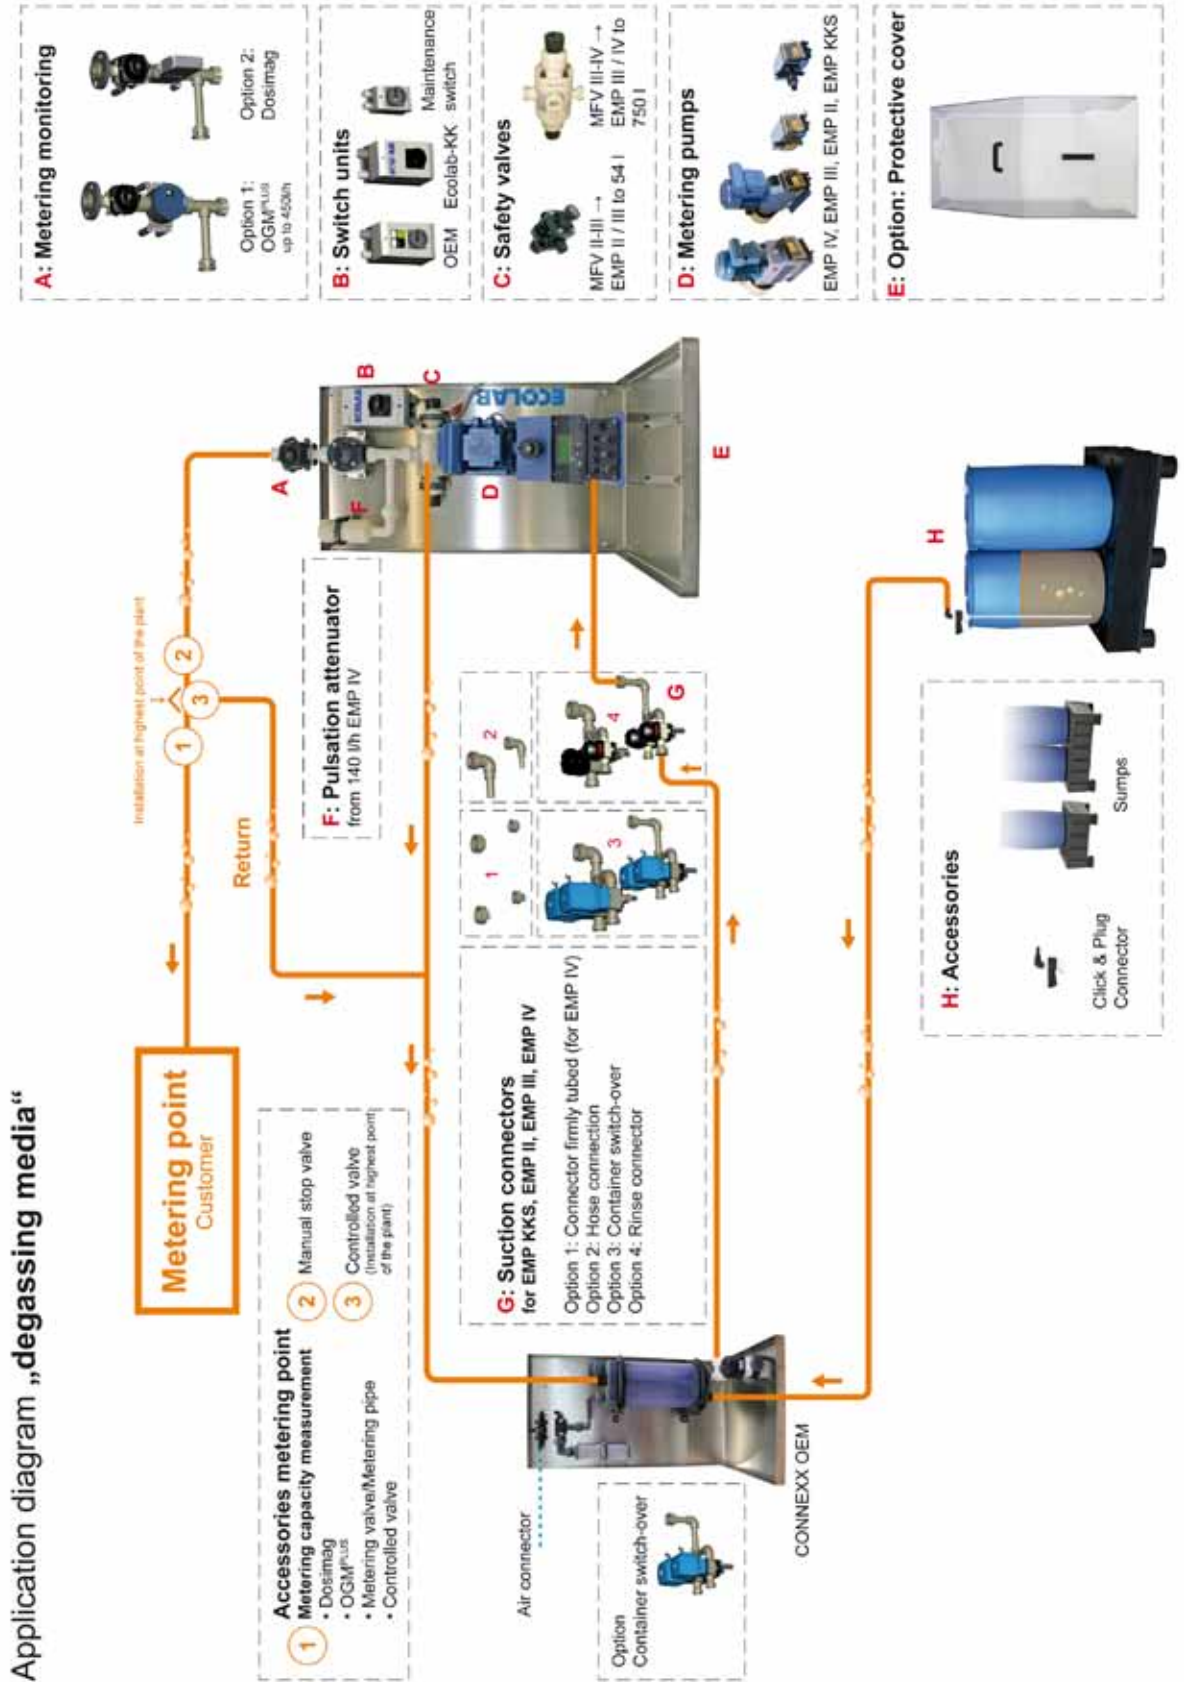 Application diagram „degassing media“
Metering point
Customer
Accessories metering point
1
Metering capacity measurement
• Dosimag
• OGMPLUS
• Metering valve/Metering pipe
• Controlled valve
2
Manual stop valve
3
Controlled valve
(Installation at highest point
of the plant)
Return
Installation at highest point of the plant
1
3
2
F: Pulsation attenuator
from 140 l/h EMP IV
A
B
C
D
E
F
ECOLAB
A: Metering monitoring
Option 1:
OGMPLUS
up to 450l/h
Option 2:
Dosimag
B: Switch units
OEM
Ecolab-KK
Maintenance
switch
C: Safety valves
MFV II-III →
EMP II / III to 54 l
MFV III-IV →
EMP III / IV to
750 l
D: Metering pumps
EMP IV, EMP III, EMP II, EMP KKS
E: Option: Protective cover
G: Suction connectors
for EMP KKS, EMP II, EMP III, EMP IV
Option 1: Connector firmly tubed (for EMP IV)
Option 2: Hose connection
Option 3: Container switch-over
Option 4: Rinse connector
1
2
3
4
G
Air connector
Option
Container switch-over
CONNEXX OEM
H
H: Accessories
Click & Plug
Connector
Sumps